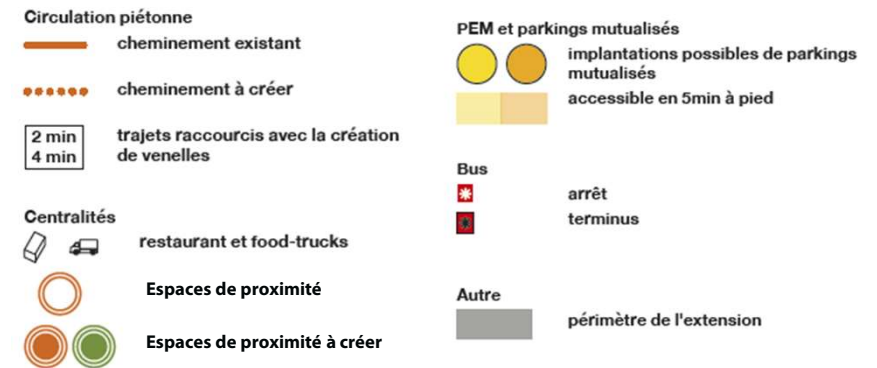 Circulation piétonne
cheminement existant
cheminement à créer
2 min
4 min
trajets raccourcis avec la création
de venelles
Centralités
restaurant et food-trucks
Espaces de proximité
Espaces de proximité à créer
PEM et parkings mutualisés
implantations possibles de parkings
mutualisés
accessible en 5min à pied
Bus
arrêt
terminus
Autre
périmètre de l'extension